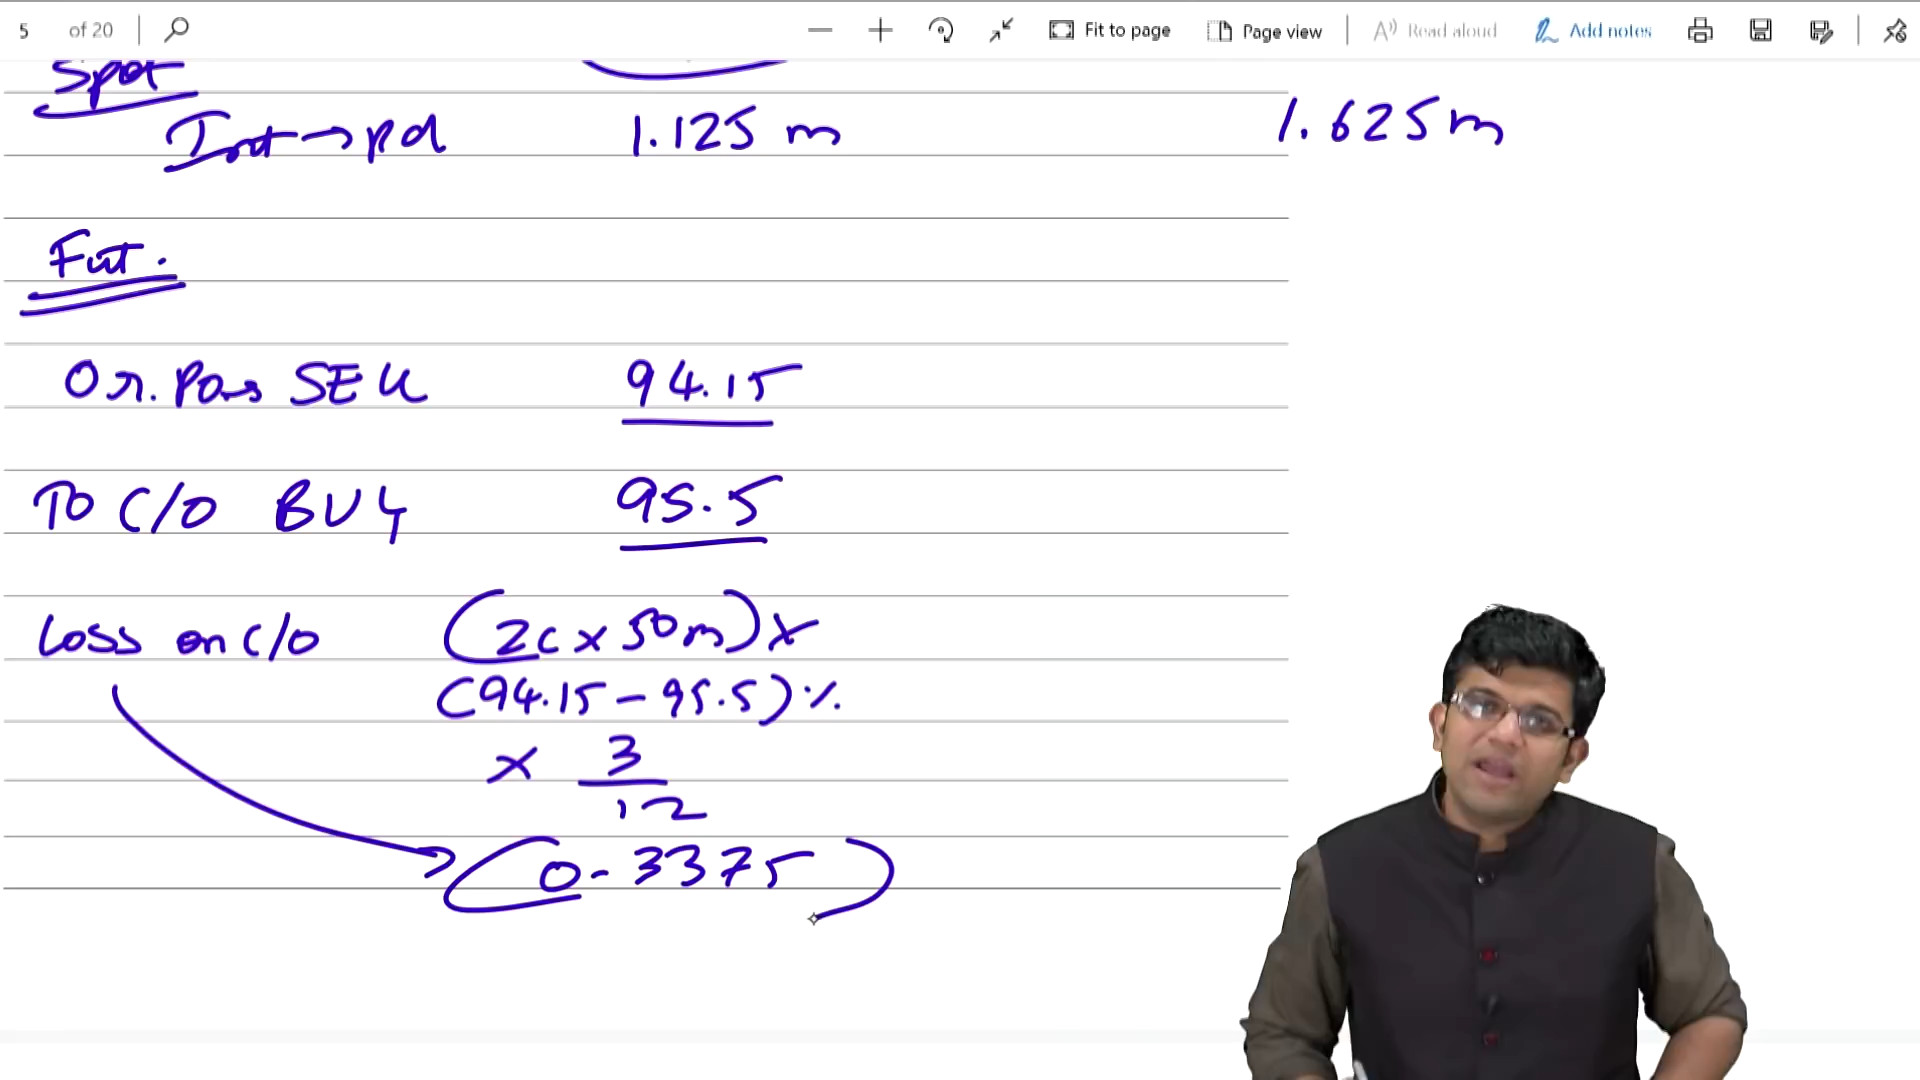 5 of 20 Fit to page Page view Read aloud Add notes
Spot
Int → pd 1.125 m 1.625 m
Fut.
Or. Pos SELL 94.15
To C/O BUY 95.5
Loss on C/O (2c x 50m) x
(94.15 - 95.5) %
x 3
12
(0.3375)